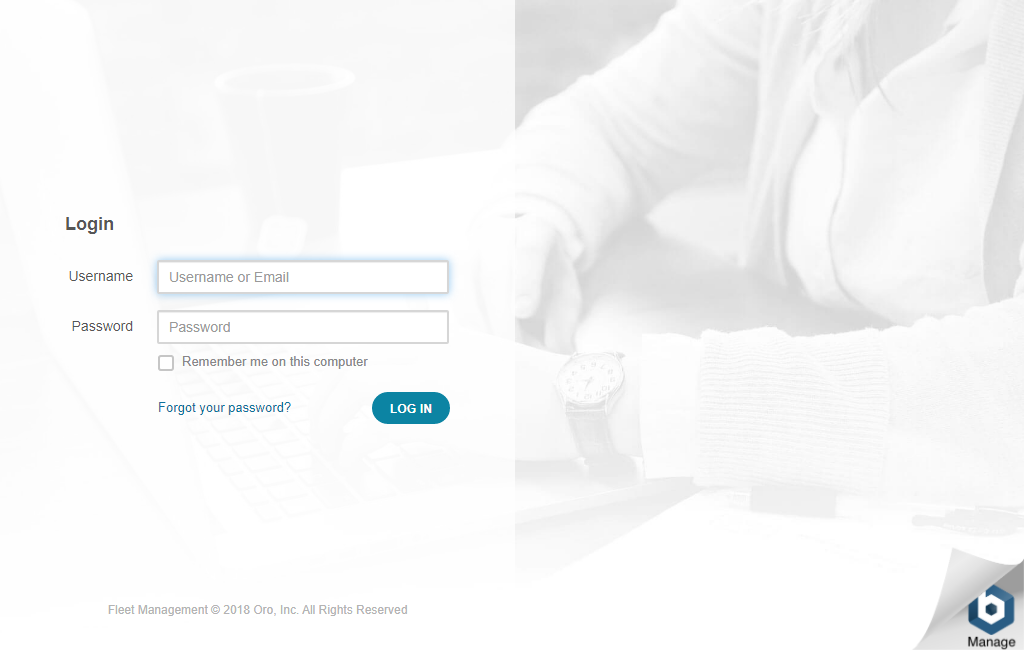 Login
Username
Username or Email
Password
Password
Remember me on this computer
Forgot your password?
LOG IN
Fleet Management © 2018 Oro, Inc. All Rights Reserved
Manage